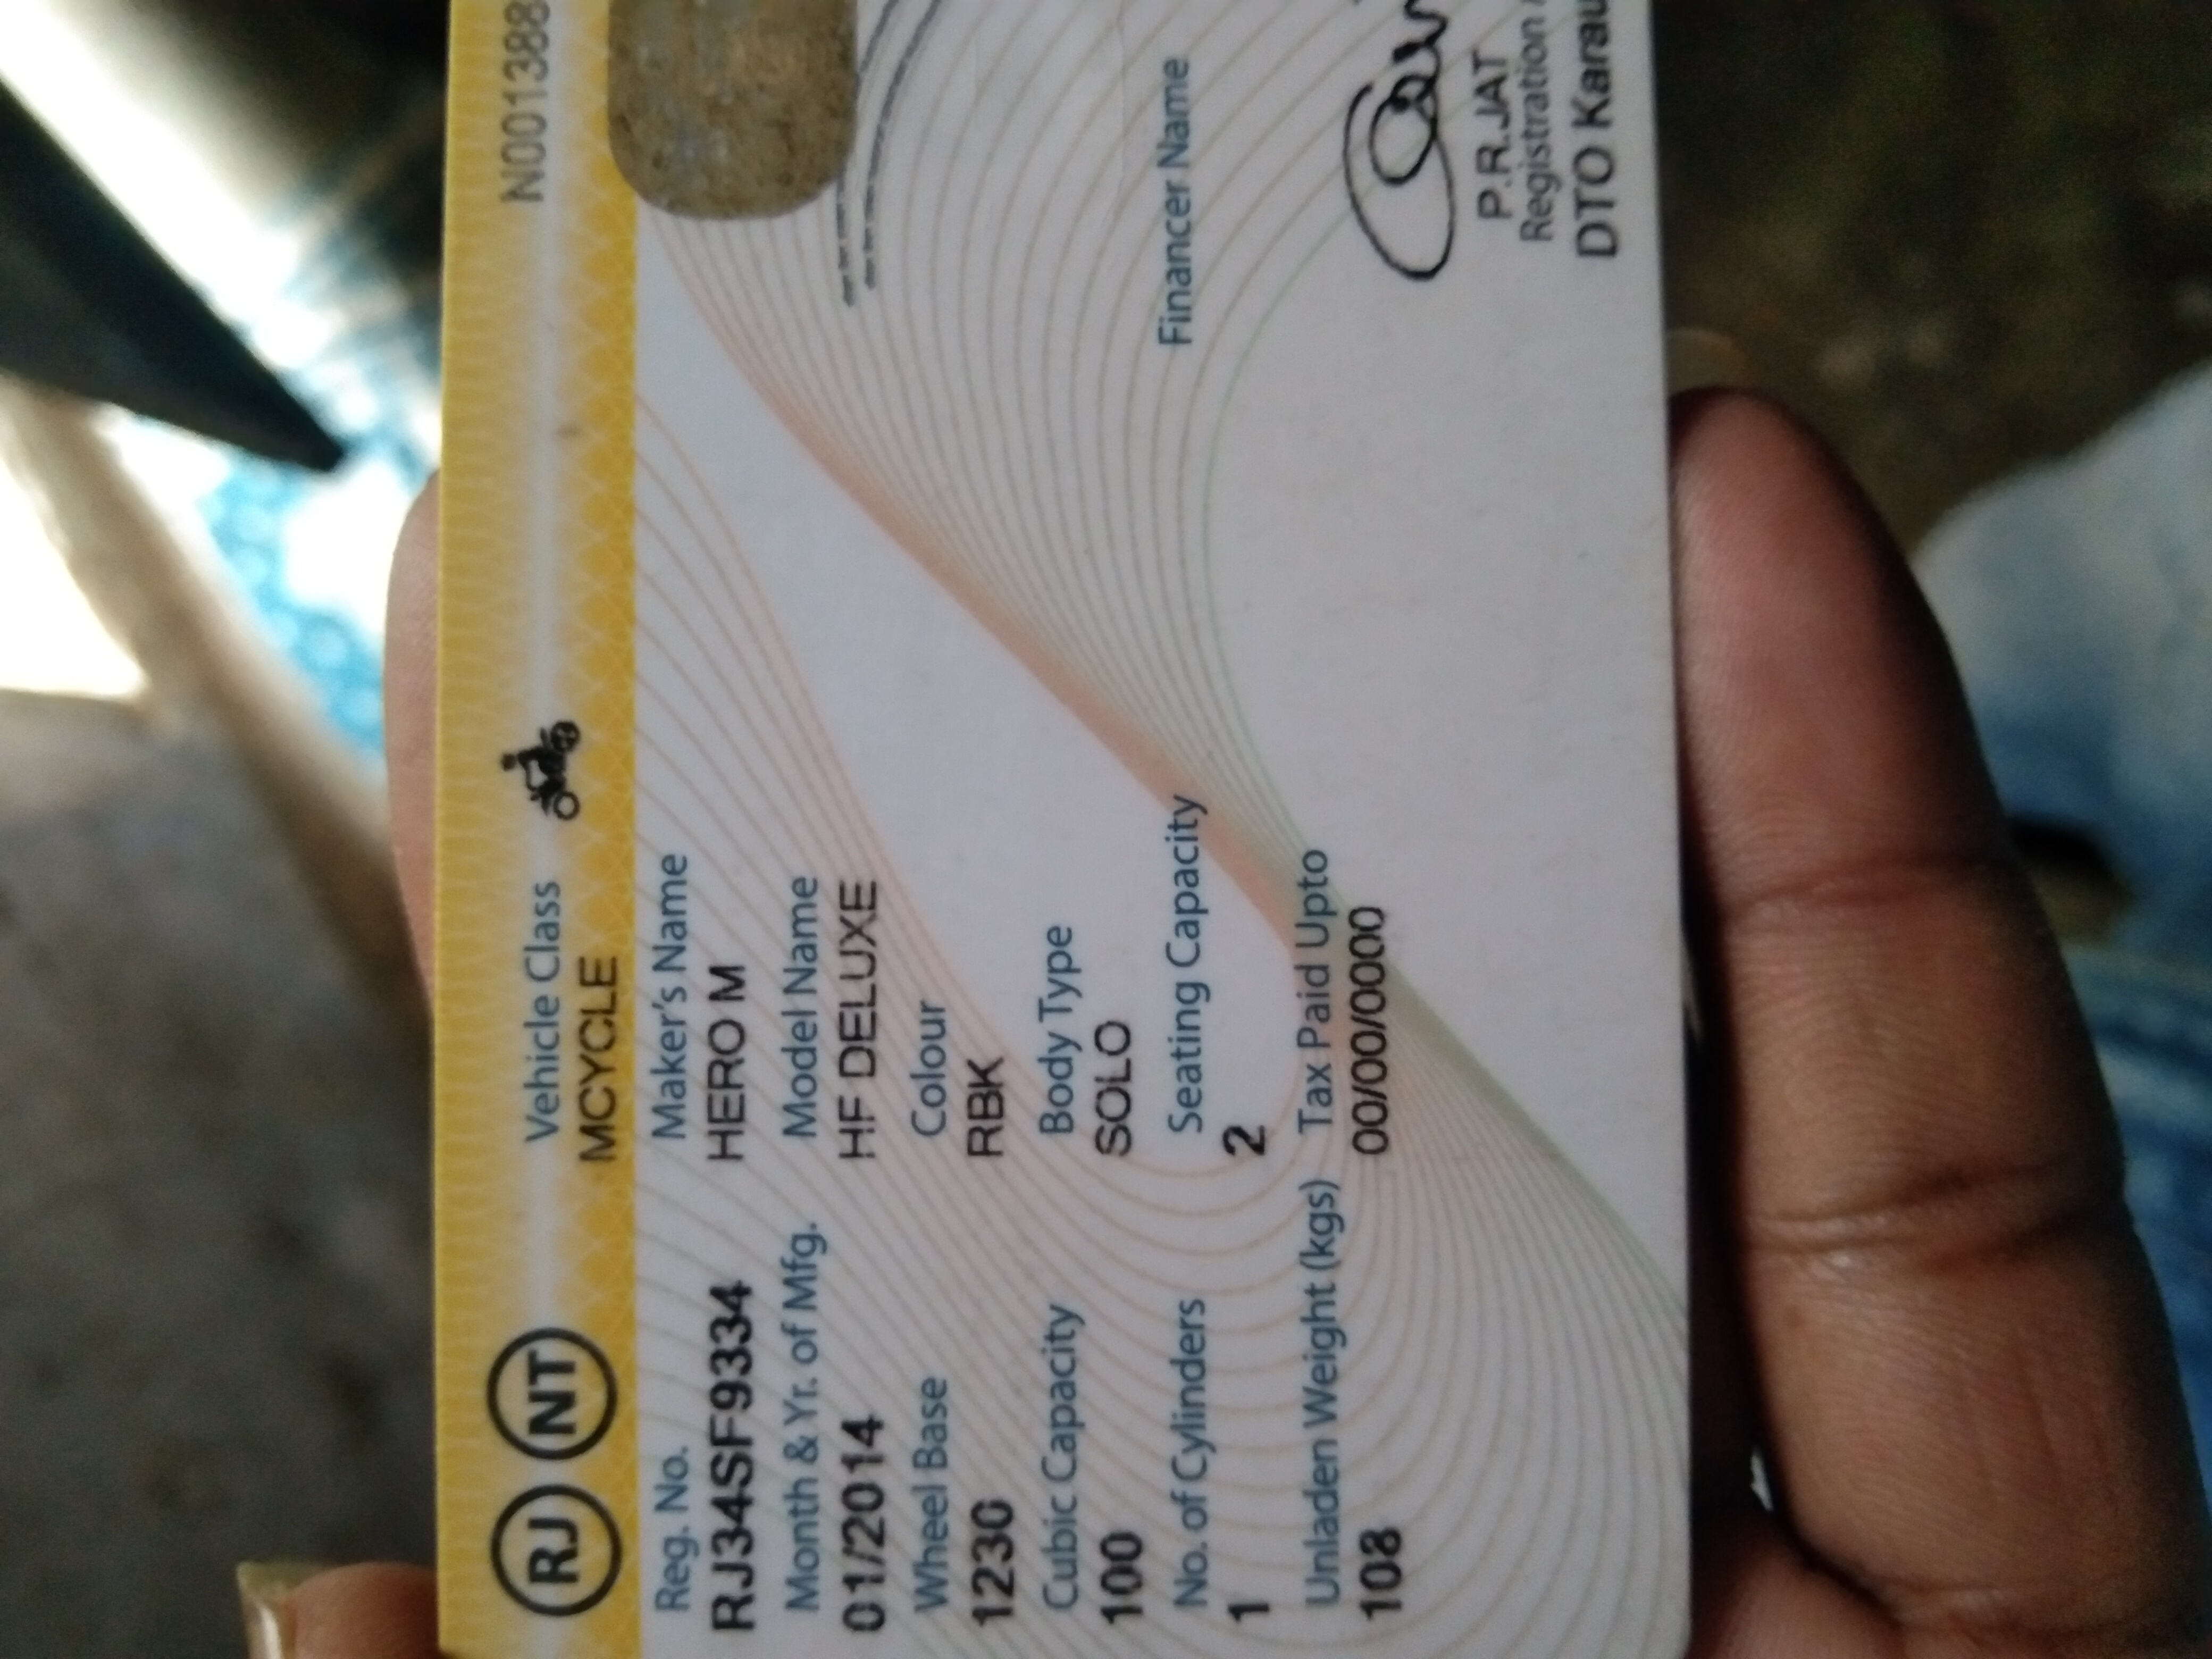 RJ NT Vehicle Class N001388
MCYCLE
Reg. No. Maker's Name
RJ34SF9334 HERO M
Month & Yr. of Mfg. Model Name
01/2014 HF DELUXE
Wheel Base Colour
1230 RBK
Cubic Capacity Body Type
100 SOLO
No. of Cylinders Seating Capacity Financer Name
1 2
Unladen Weight (kgs) Tax Paid Upto
108 00/00/0000
P.R.JAT
Registration
DTO Karau